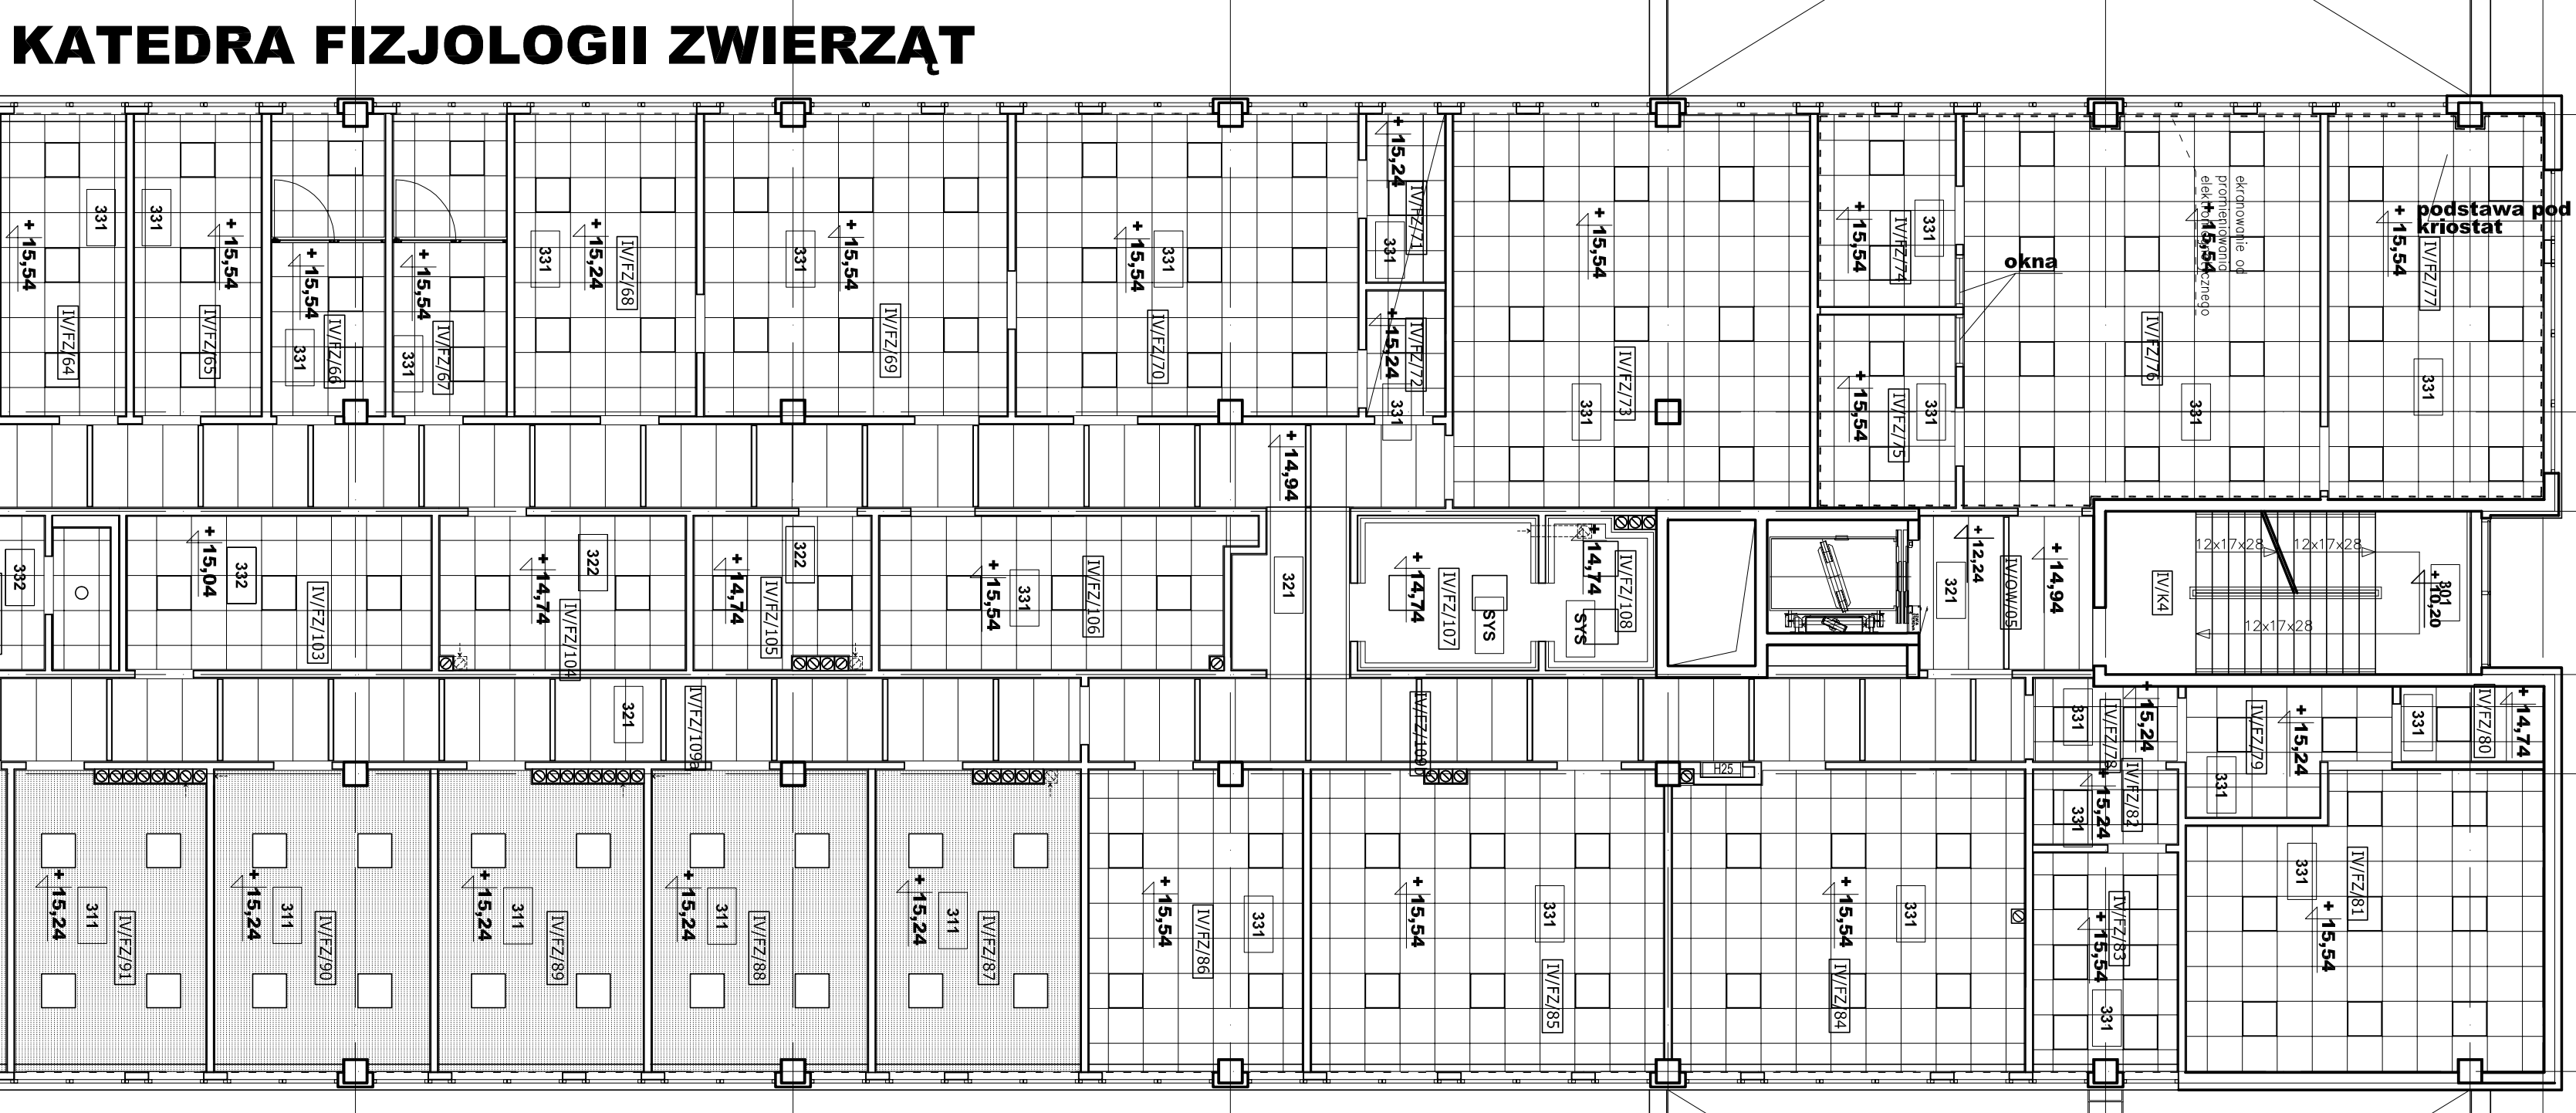 KATEDRA FIZJOLOGII ZWIERZĄT
+ 15,54
331
IV/FZ/64
331
+ 15,54
IV/FZ/65
+ 15,54
331
IV/FZ/66
+ 15,54
331
IV/FZ/67
331
+ 15,24
IV/FZ/68
331
+ 15,54
IV/FZ/69
+ 15,54
331
IV/FZ/70
+ 15,24
331
IV/FZ/71
+ 15,24
331
IV/FZ/72
+ 15,54
331
IV/FZ/73
+ 15,54
IV/FZ/74
331
+ 15,54
IV/FZ/75
331
okna
ekranowanie od
promieniowania
elektromagnetycznego
+ 15,54
IV/FZ/76
331
podstawa pod
kriostat
+ 15,54
IV/FZ/77
331
+ 14,94
332
+ 15,04
332
IV/FZ/103
+ 14,74
322
IV/FZ/104
+ 14,74
322
IV/FZ/105
+ 15,54
331
IV/FZ/106
321
+ 14,74
IV/FZ/107
SYS
+ 14,74
IV/FZ/108
SYS
+ 12,24
321
IV/OW/05
+ 14,94
IV/K4
12x17x28
12x17x28
12x17x28
301
+ 10,20
321
IV/FZ/109a
331
IV/FZ/78
+ 15,24
IV/FZ/79
+ 15,24
331
331
IV/FZ/80
+ 14,74
331
+ 15,24
IV/FZ/82
H25
+ 15,24
311
IV/FZ/91
+ 15,24
311
IV/FZ/90
+ 15,24
311
IV/FZ/89
+ 15,24
311
IV/FZ/88
+ 15,24
311
IV/FZ/87
+ 15,54
IV/FZ/86
331
+ 15,54
331
IV/FZ/85
+ 15,54
331
IV/FZ/84
+ 15,54
IV/FZ/83
331
331
IV/FZ/81
+ 15,54